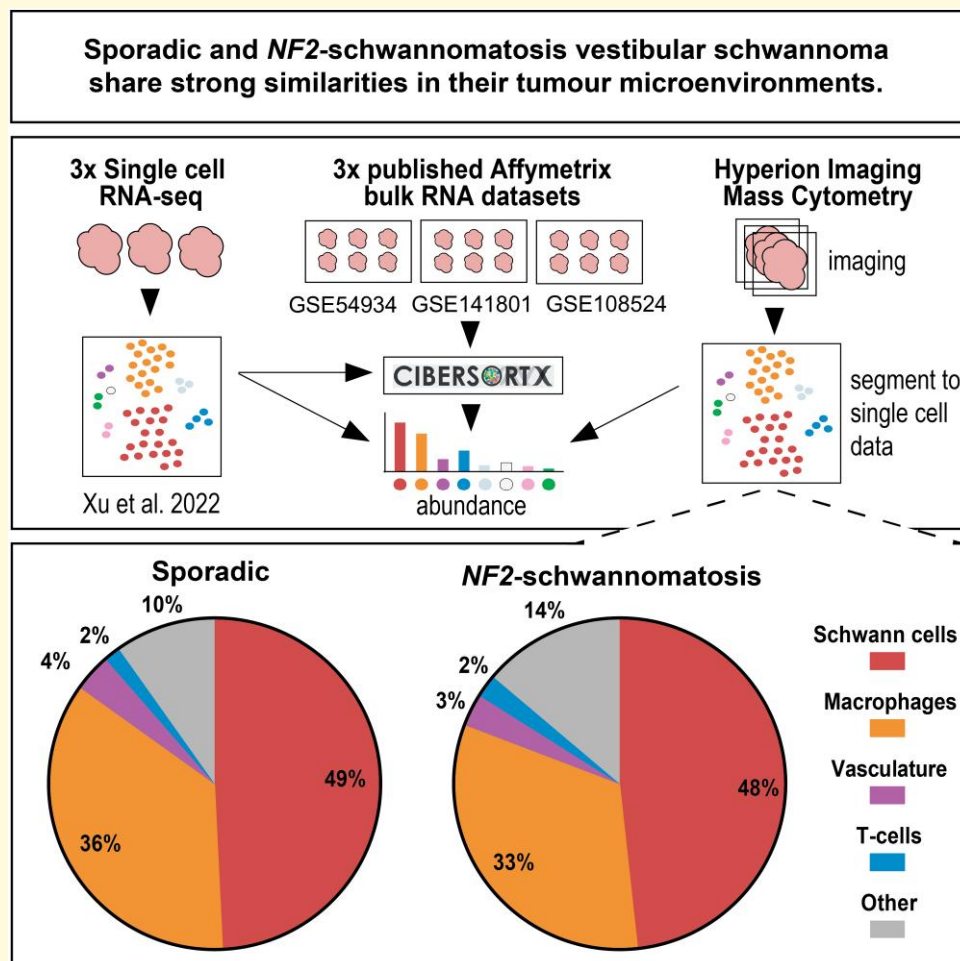 Sporadic and NF2-schwannomatosis vestibular schwannoma
share strong similarities in their tumour microenvironments.
3x Single cell
RNA-seq
3x published Affymetrix
bulk RNA datasets
Hyperion Imaging
Mass Cytometry
imaging
GSE54934
GSE141801
GSE108524
CIBERSORTX
segment to
single cell
data
Xu et al. 2022
abundance
Sporadic
10%
2%
4%
49%
36%
NF2-schwannomatosis
14%
2%
3%
48%
33%
Schwann cells
Macrophages
Vasculature
T-cells
Other